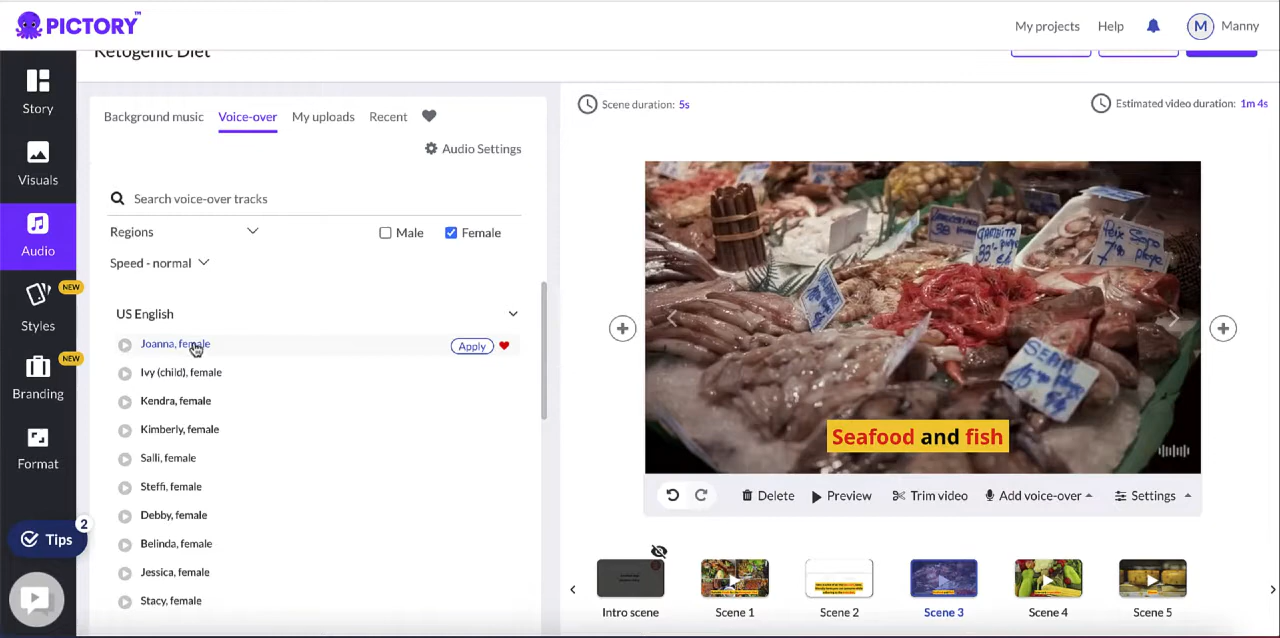 PICTORY™
My projects
Help
M
Manny
Ketogenic Diet
Story
Visuals
Audio
NEW
Styles
NEW
Branding
Format
2
Tips
Background music
Voice-over
My uploads
Recent
Audio Settings
Search voice-over tracks
Regions
Male
Female
Speed - normal
US English
Joanna, female
Apply
Ivy (child), female
Kendra, female
Kimberly, female
Salli, female
Steffi, female
Debby, female
Belinda, female
Jessica, female
Stacy, female
Scene duration: 5s
Estimated video duration: 1m 4s
GAMBITA
SEPIA
Seafood and fish
Delete
Preview
Trim video
Add voice-over
Settings
Intro scene
Scene 1
Scene 2
Scene 3
Scene 4
Scene 5